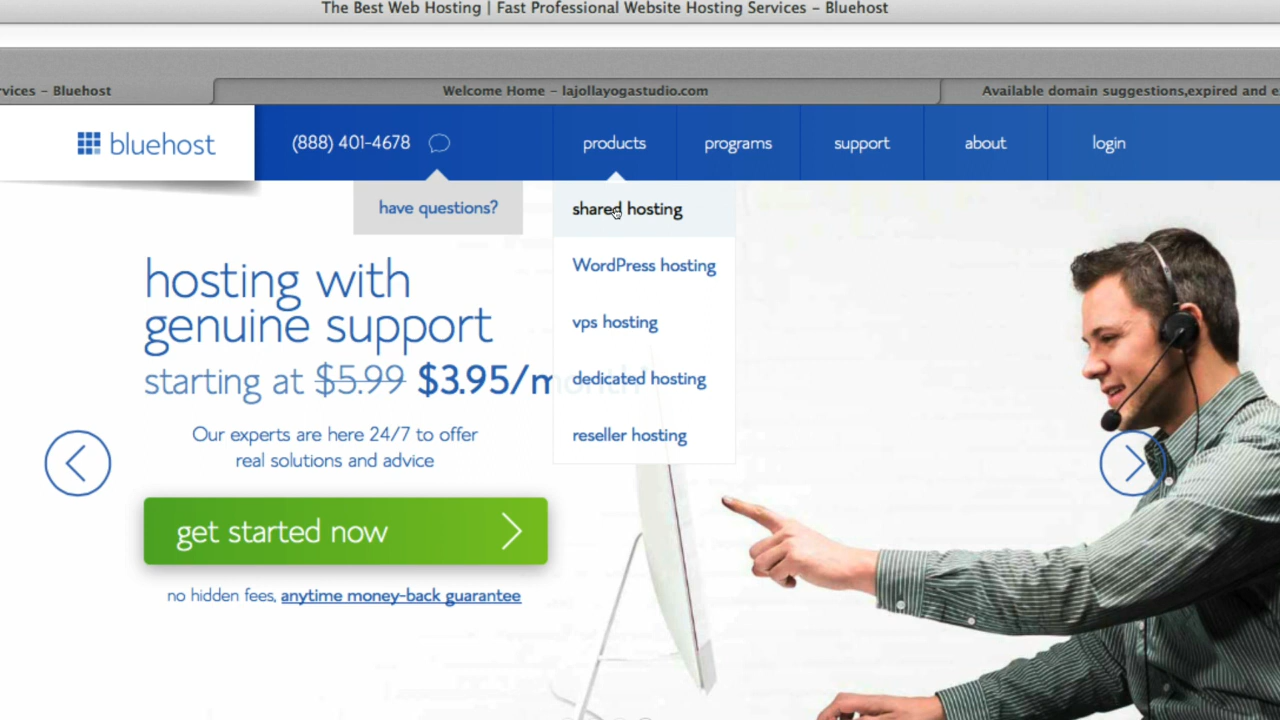 The Best Web Hosting | Fast Professional Website Hosting Services – Bluehost
rvices – Bluehost
Welcome Home – lajollayogastudio.com
Available domain suggestions,expired and e
bluehost
(888) 401-4678
products
programs
support
about
login
have questions?
shared hosting
WordPress hosting
vps hosting
dedicated hosting
reseller hosting
hosting with
genuine support
starting at $5.99 $3.95/month*
Our experts are here 24/7 to offer
real solutions and advice
get started now
no hidden fees, anytime money-back guarantee